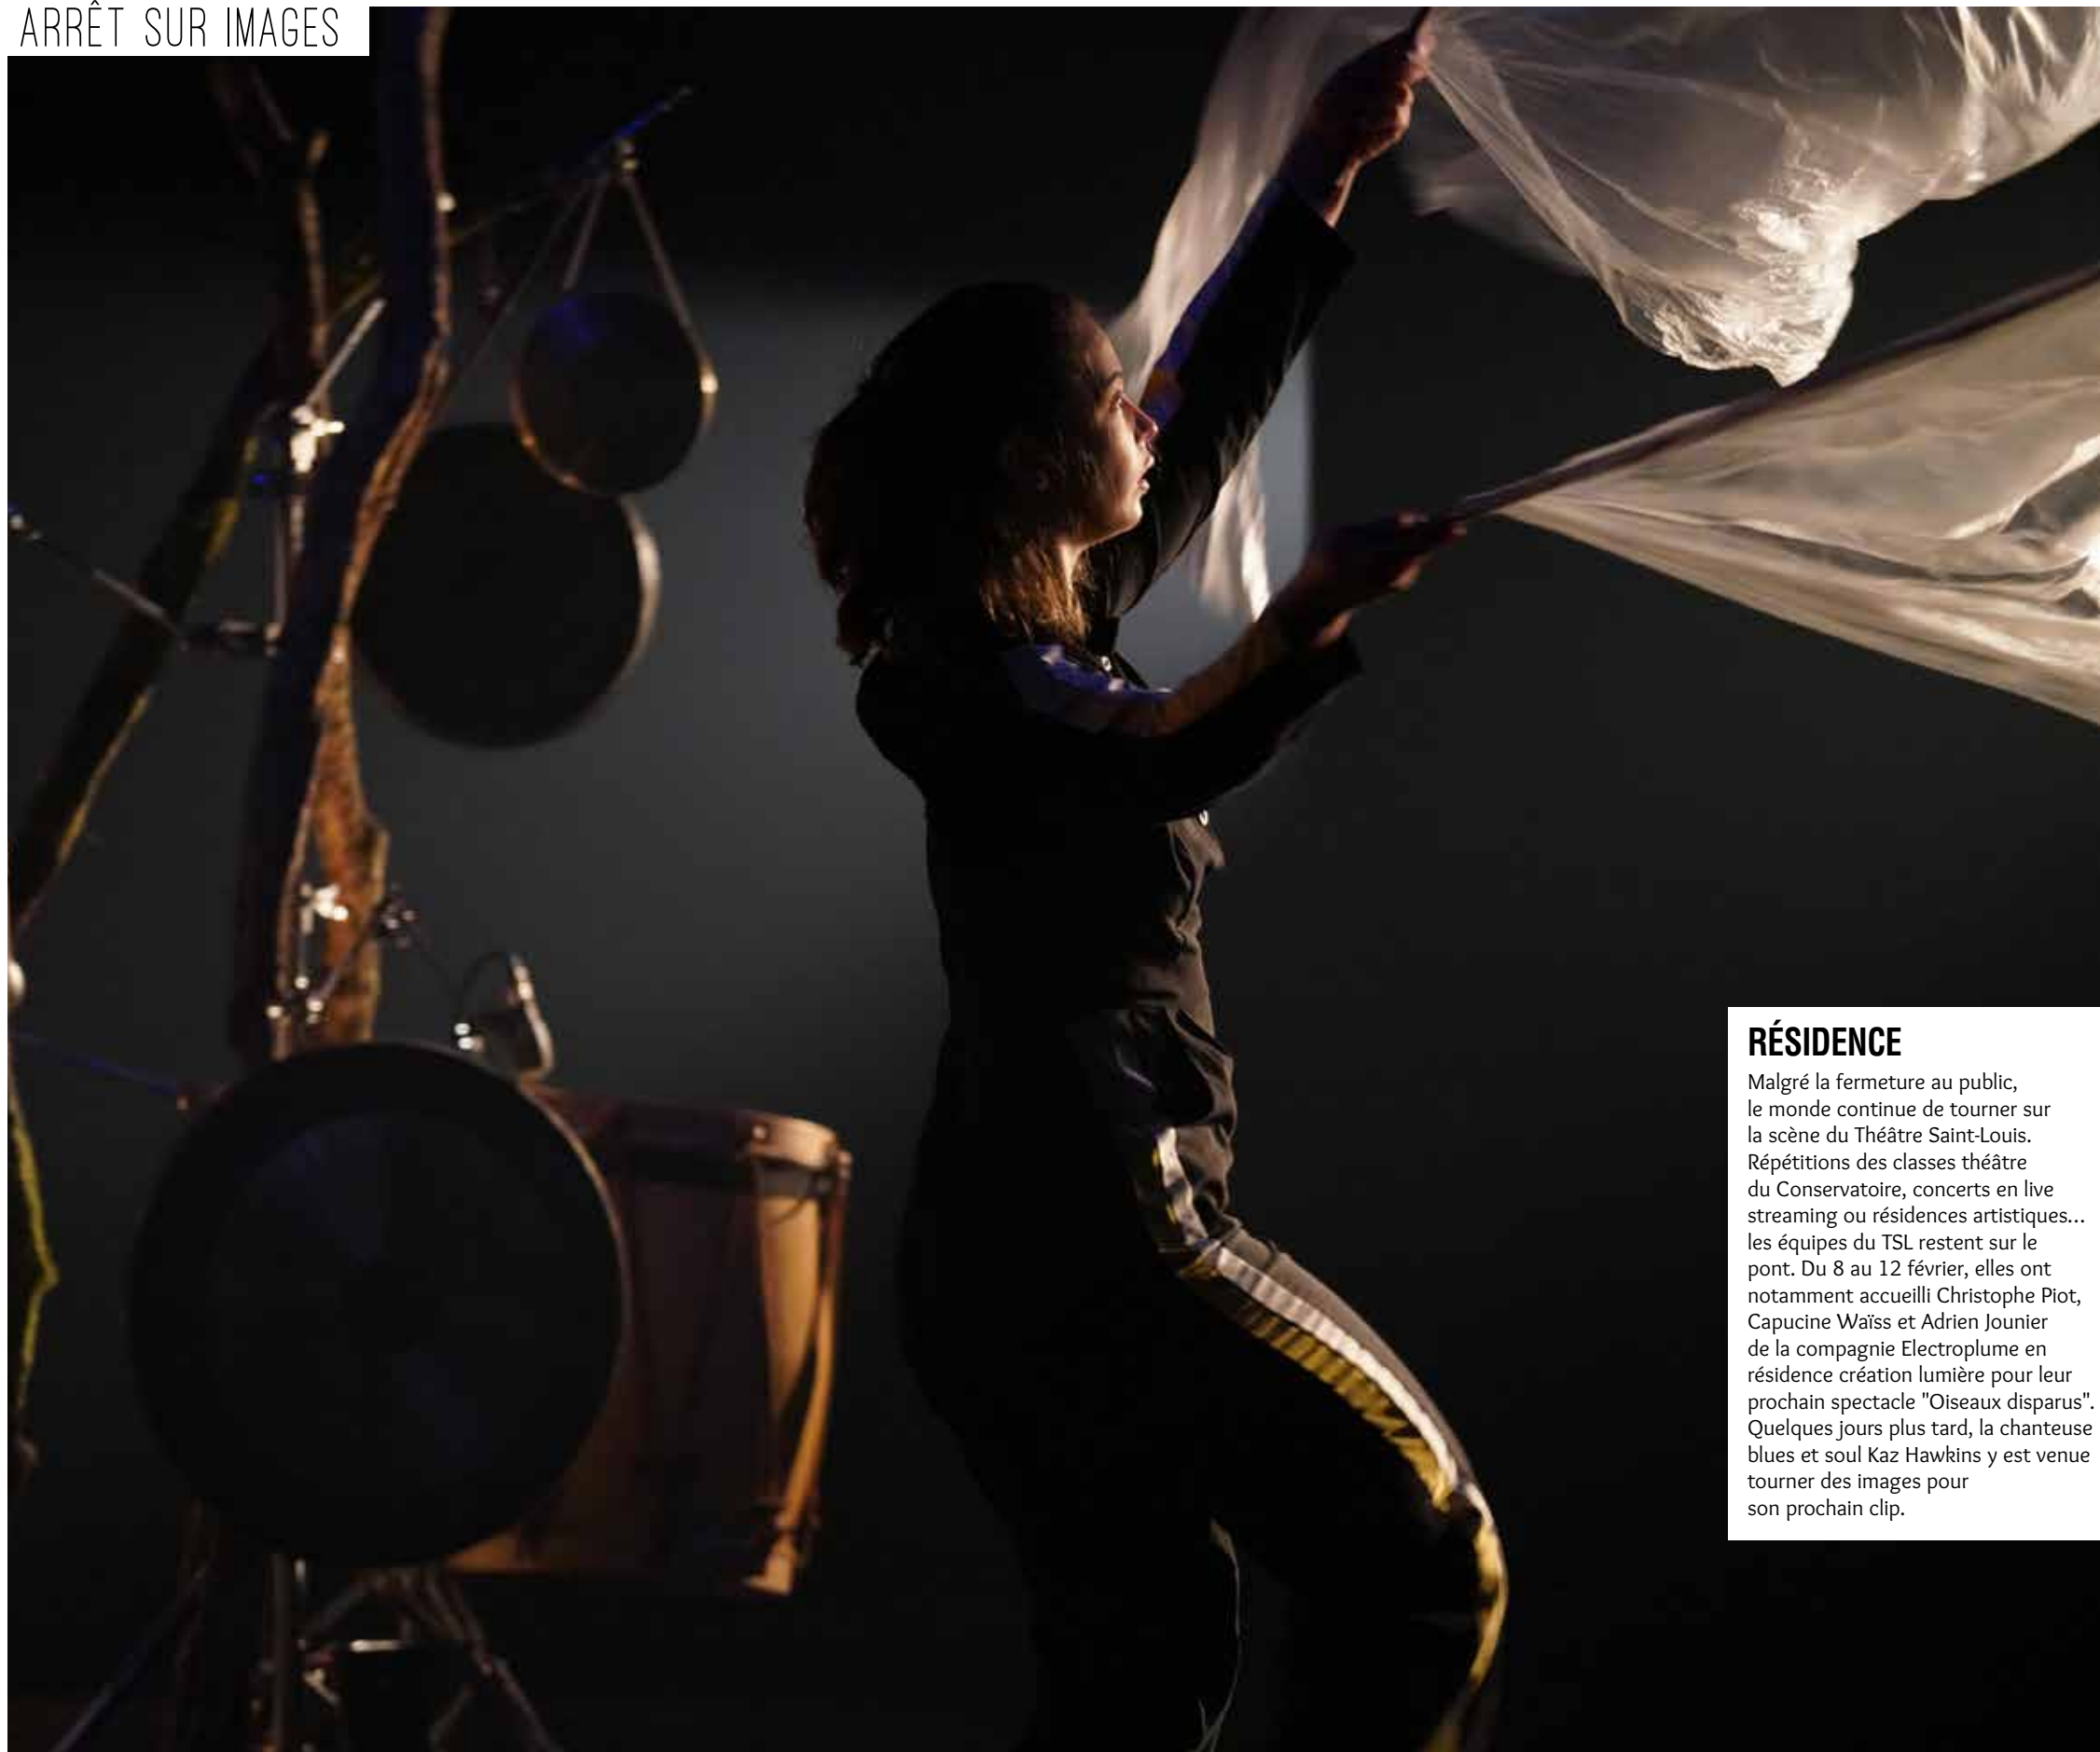 ARRÊT SUR IMAGES
RÉSIDENCE
Malgré la fermeture au public,
le monde continue de tourner sur
la scène du Théâtre Saint-Louis.
Répétitions des classes théâtre
du Conservatoire, concerts en live
streaming ou résidences artistiques...
les équipes du TSL restent sur le
pont. Du 8 au 12 février, elles ont
notamment accueilli Christophe Piot,
Capucine Waïss et Adrien Jounier
de la compagnie Electroplume en
résidence création lumière pour leur
prochain spectacle "Oiseaux disparus".
Quelques jours plus tard, la chanteuse
blues et soul Kaz Hawkins y est venue
tourner des images pour
son prochain clip.